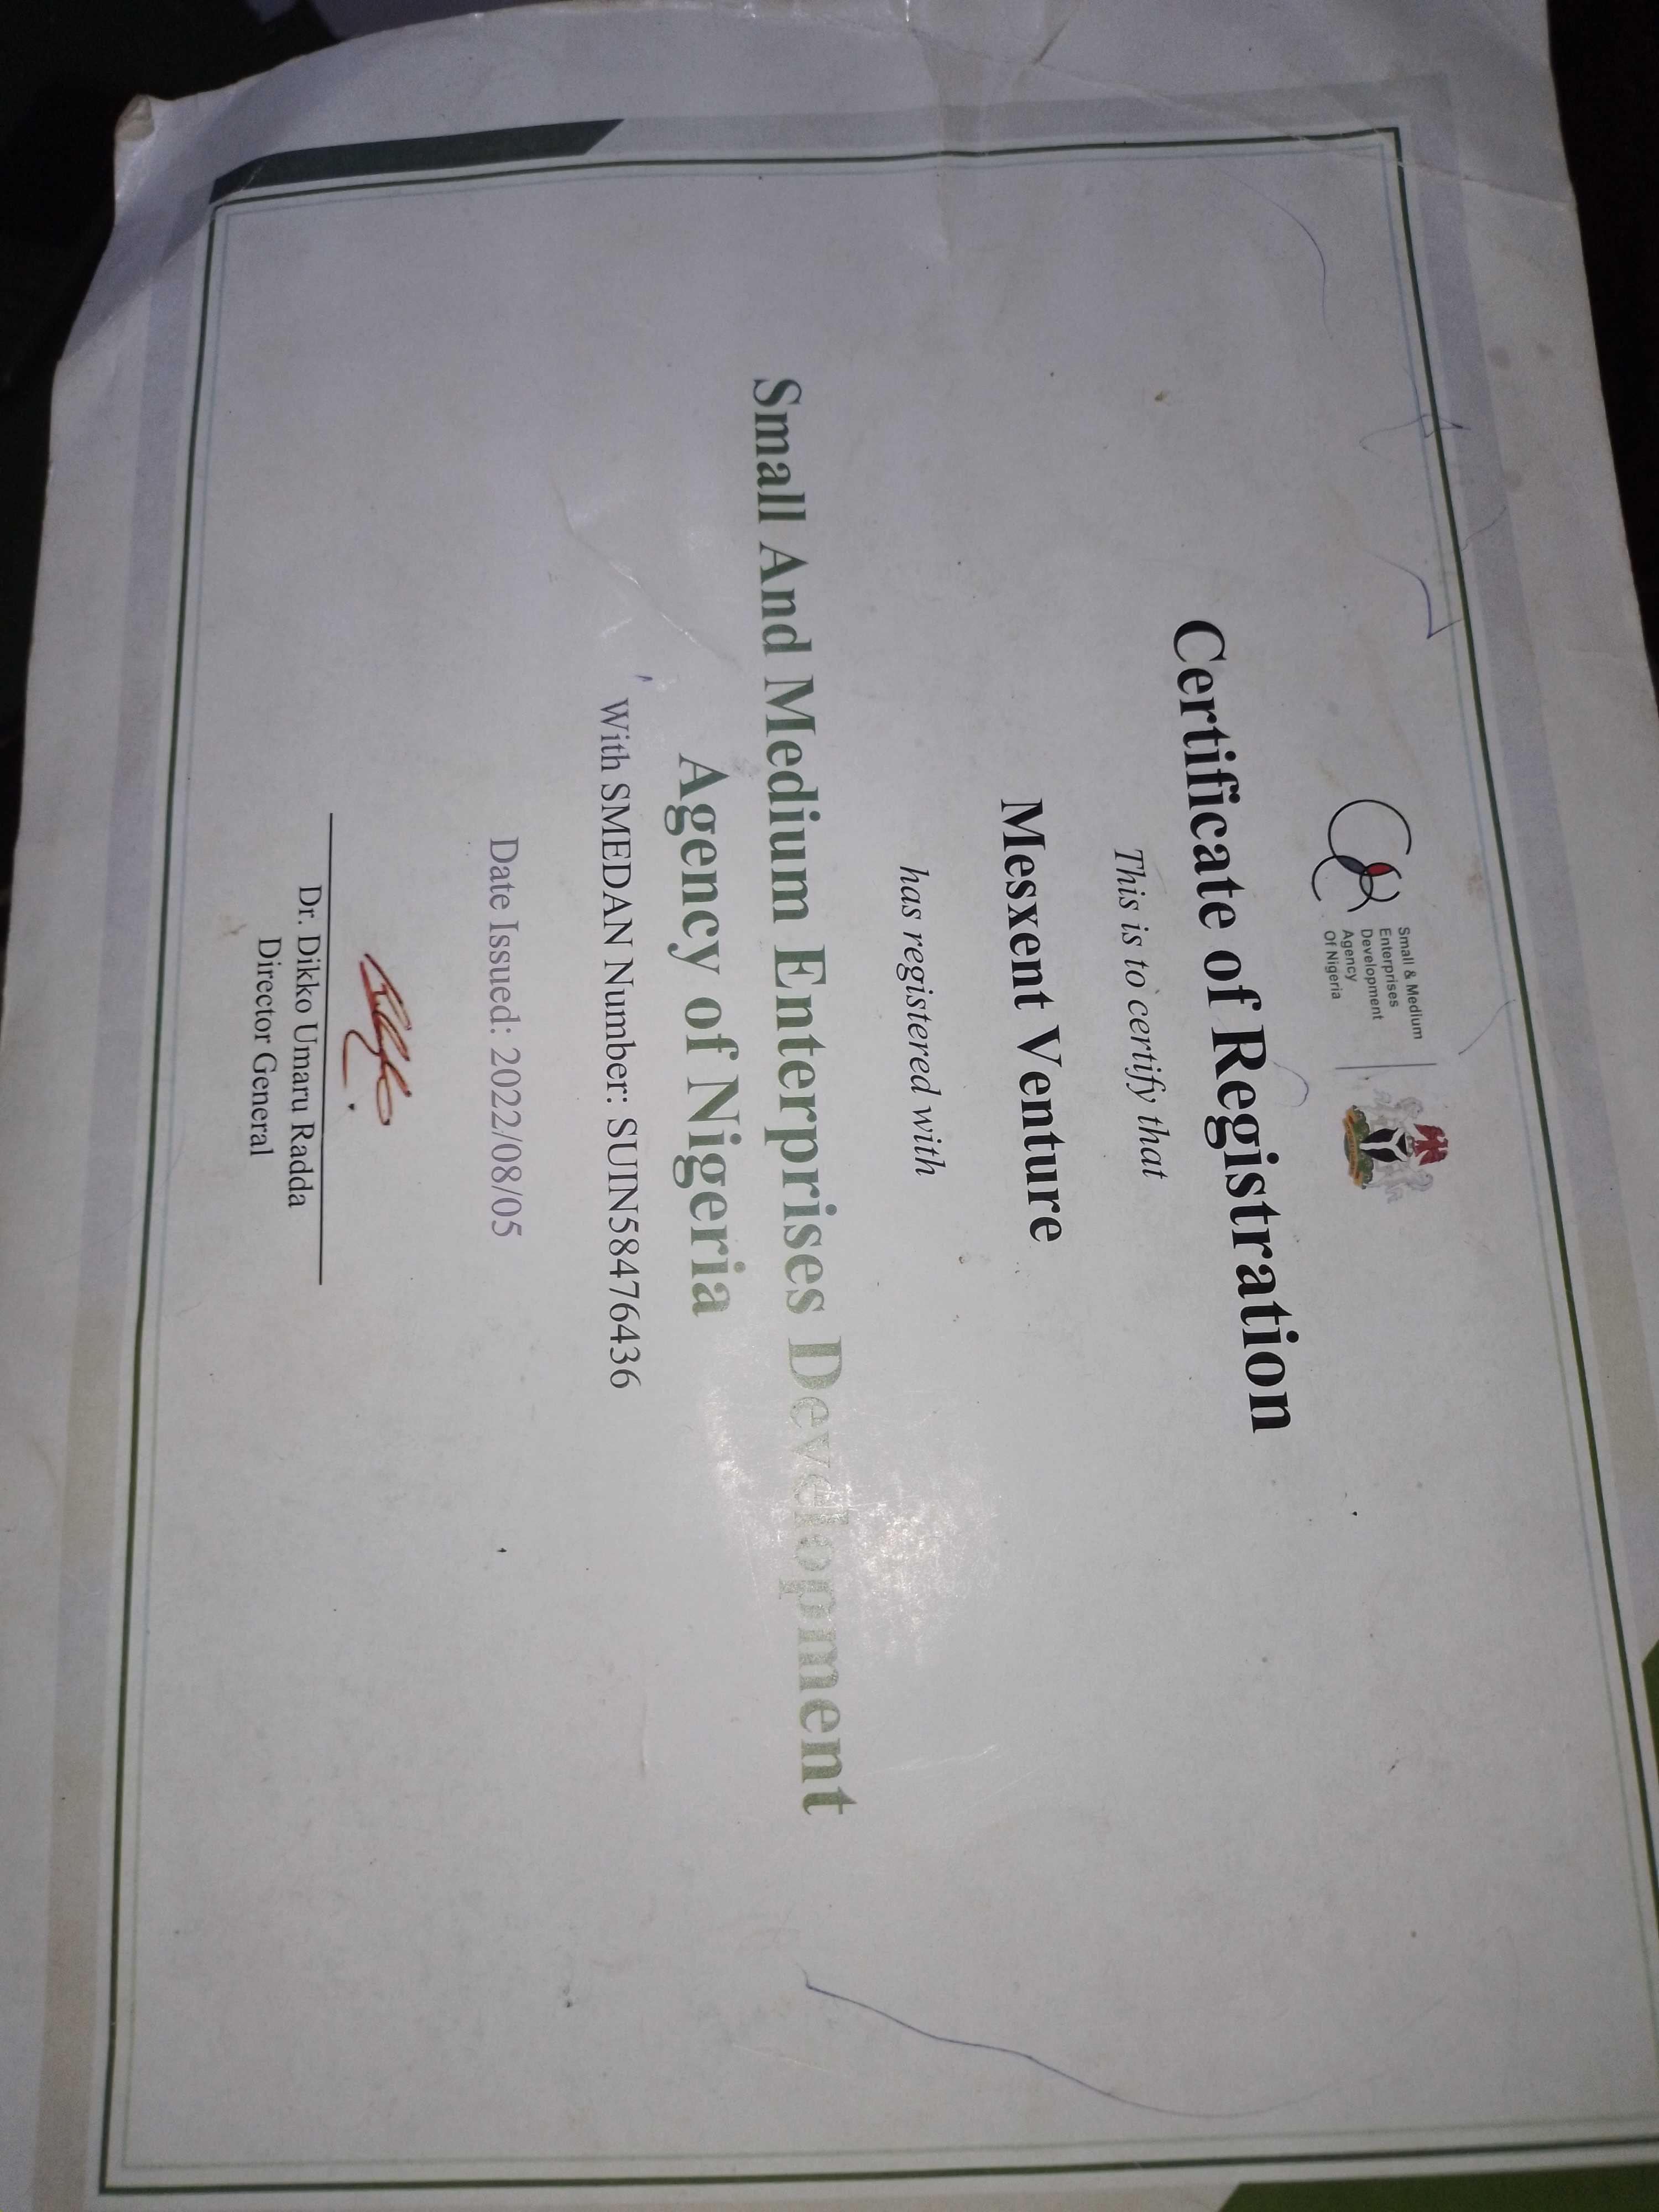 Small & Medium
Enterprises
Development
Agency
Of Nigeria
Certificate of Registration
This is to certify that
Mesxent Venture
has registered with
Small And Medium Enterprises Development
Agency of Nigeria
With SMEDAN Number: SUIN58476436
Date Issued: 2022/08/05
Dr. Dikko Umaru Radda
Director General